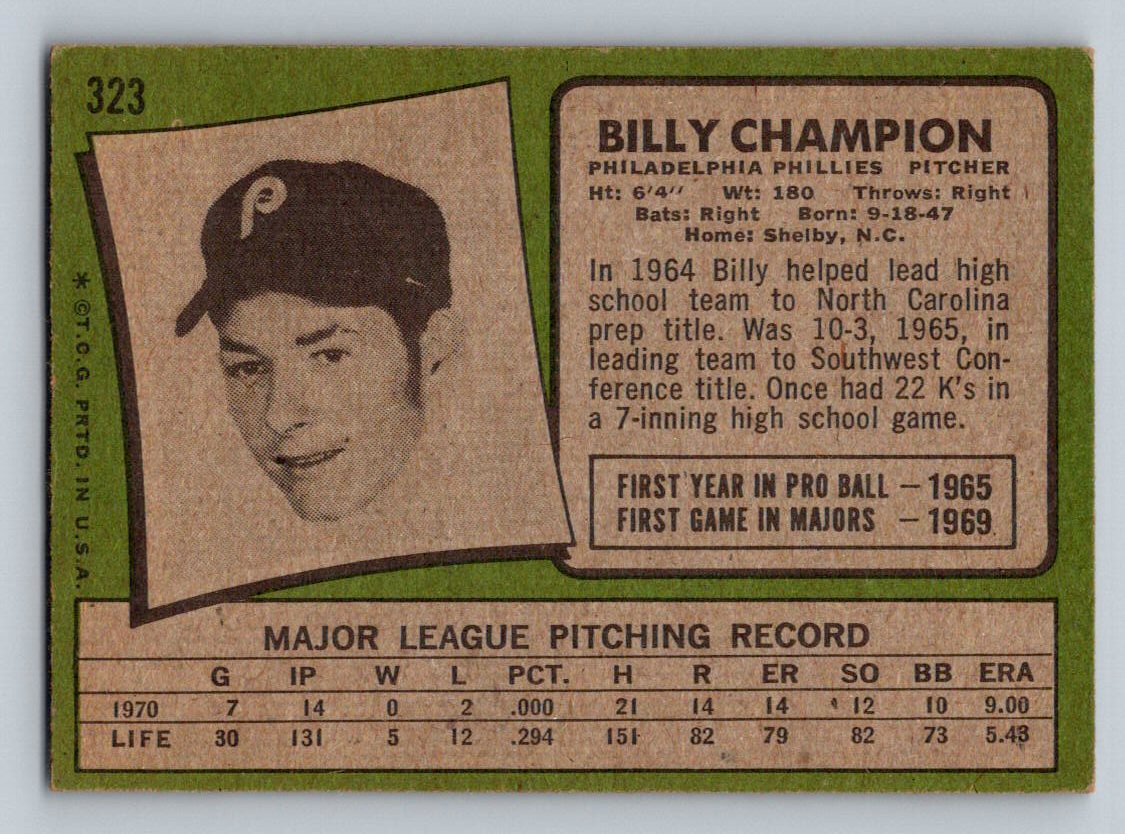 323
P
* ©T.C.G. PRTD. IN U.S.A.
BILLY CHAMPION
PHILADELPHIA PHILLIES PITCHER
Ht: 6'4" Wt: 180 Throws: Right
Bats: Right Born: 9-18-47
Home: Shelby, N.C.
In 1964 Billy helped lead high
school team to North Carolina
prep title. Was 10-3, 1965, in
leading team to Southwest Con-
ference title. Once had 22 K's in
a 7-inning high school game.
FIRST YEAR IN PRO BALL — 1965
FIRST GAME IN MAJORS — 1969
MAJOR LEAGUE PITCHING RECORD
G IP W L PCT. H R ER SO BB ERA
1970 7 14 0 2 .000 21 14 14 12 10 9.00
LIFE 30 131 5 12 .294 151 82 79 82 73 5.43